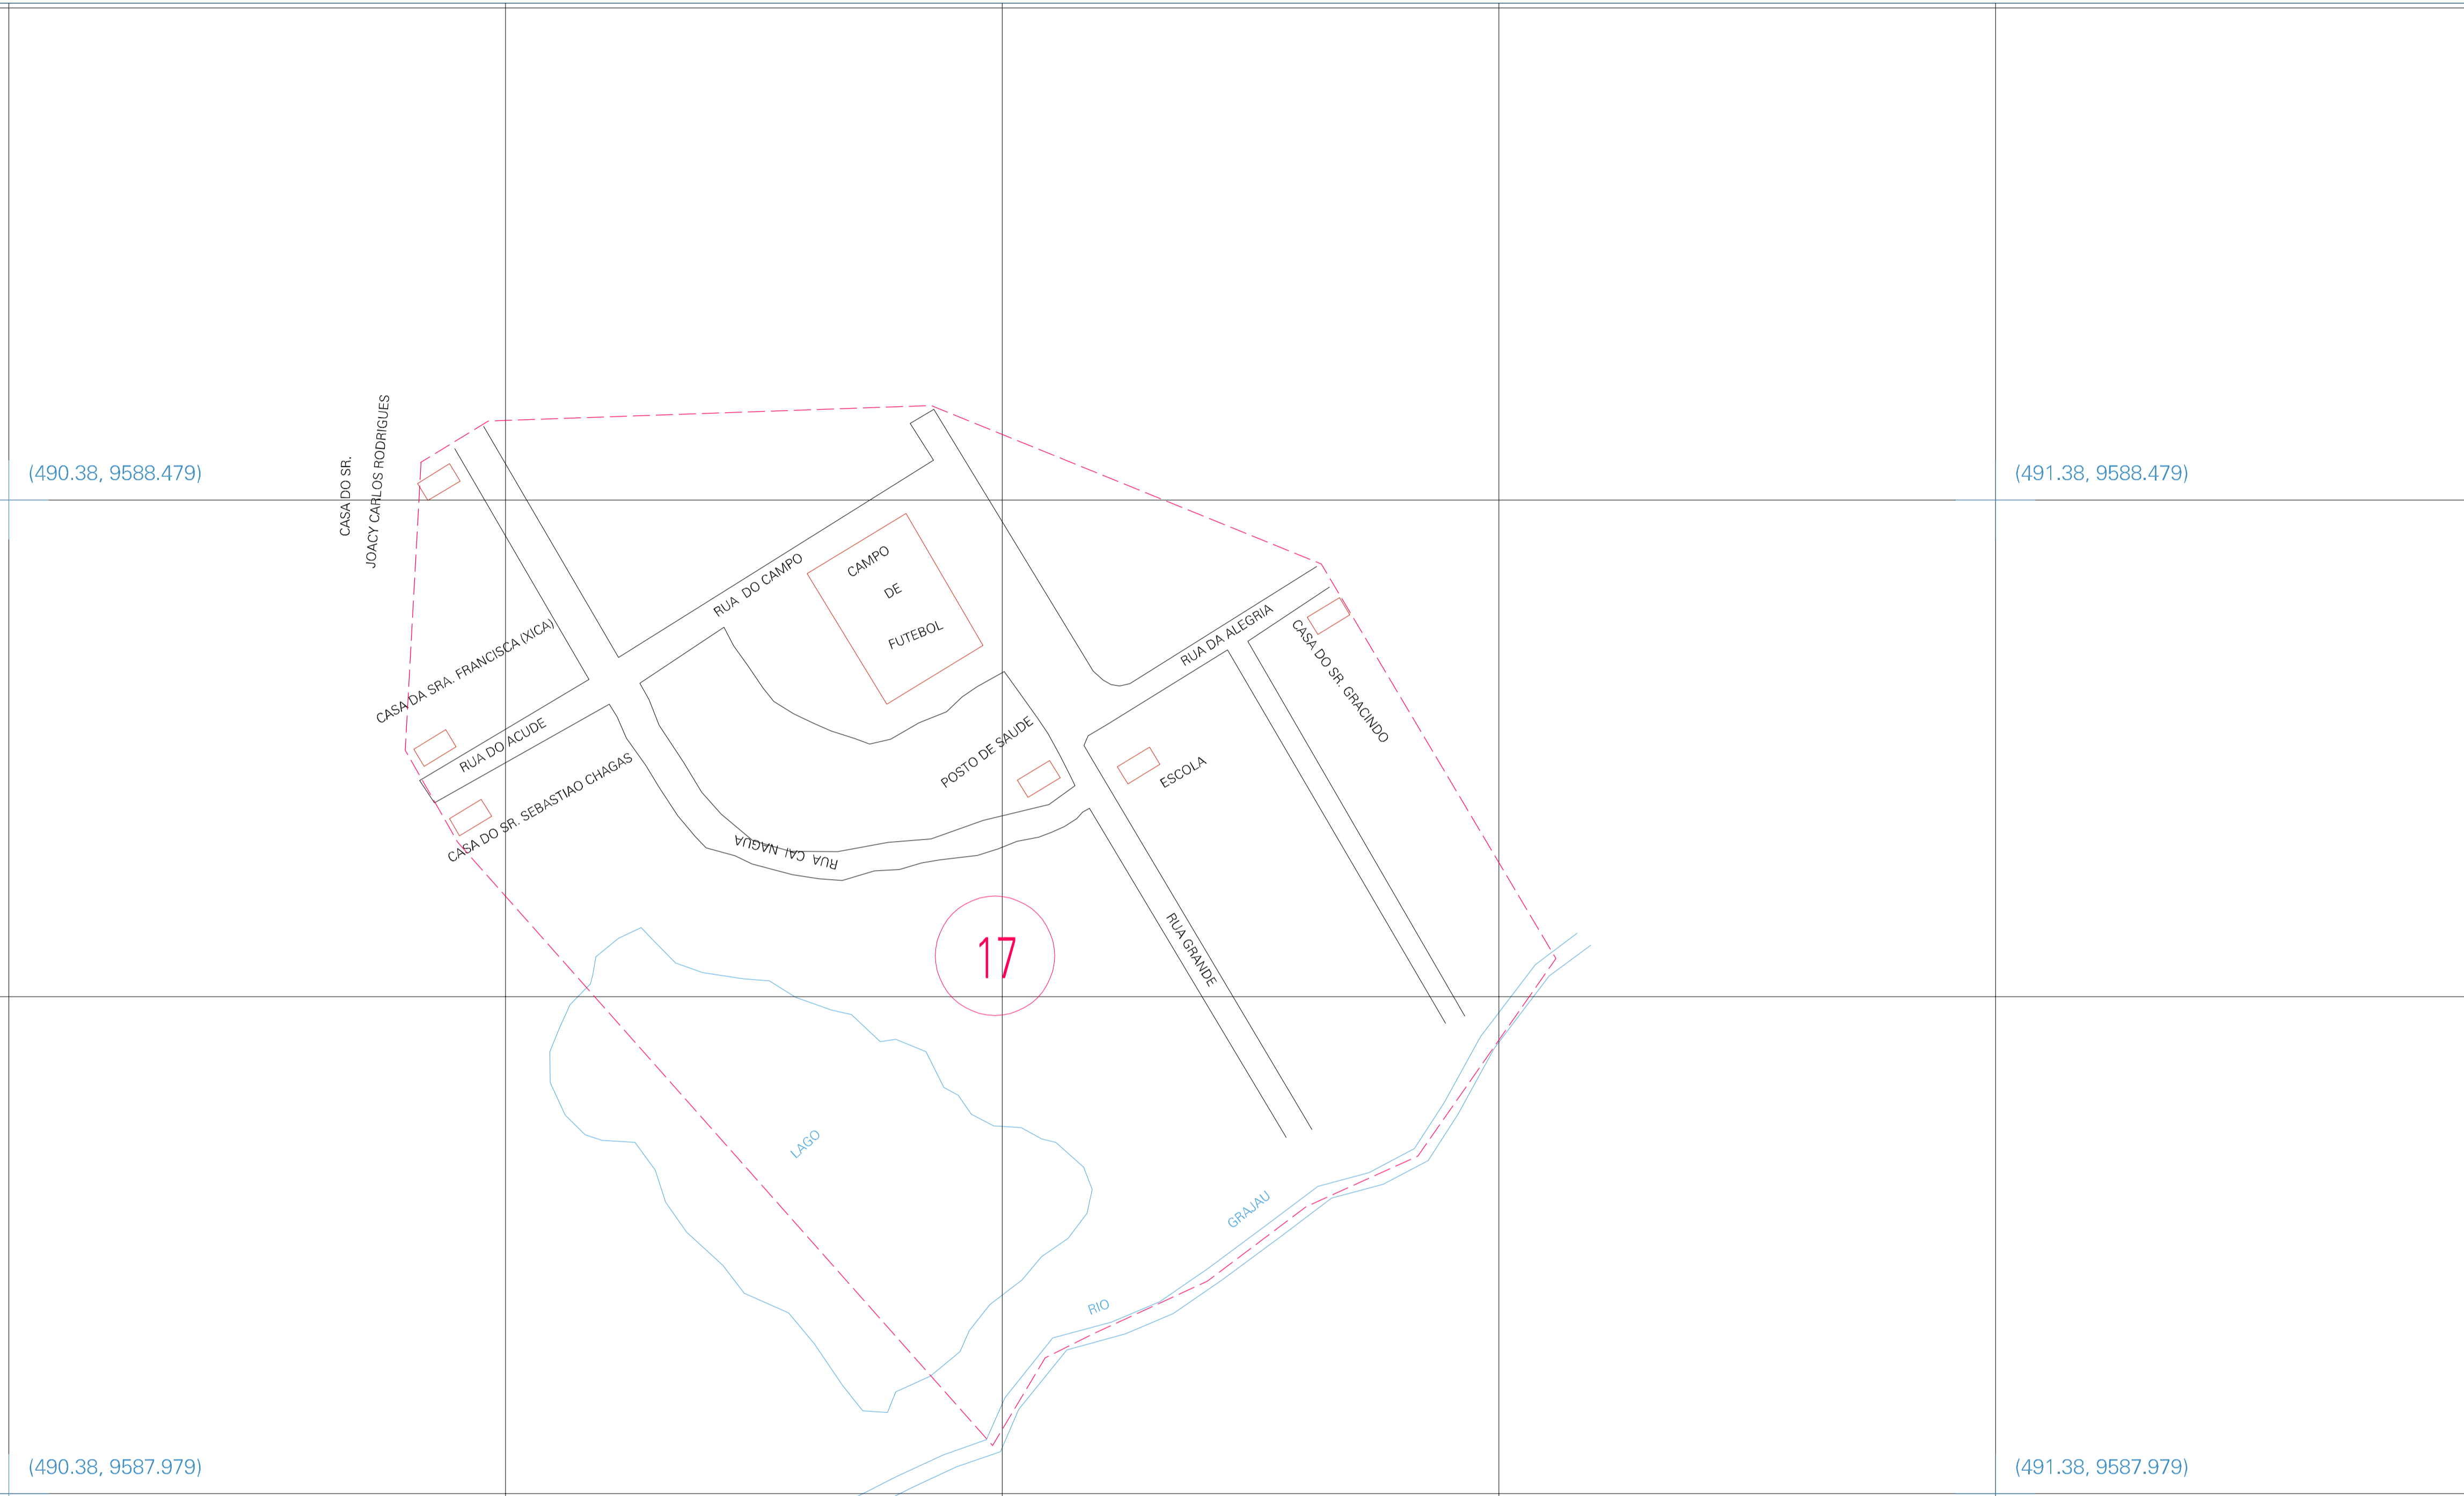 CASA DO SR.
JOACY CARLOS RODRIGUES
(490.38, 9588.479)
(491.38, 9588.479)
RUA DO CAMPO
CAMPO
DE
FUTEBOL
RUA DA ALEGRIA
CASA DO SR. GRACINDO
CASA DA SRA. FRANCISCA (XICA)
RUA DO ACUDE
CASA DO SR. SEBASTIAO CHAGAS
POSTO DE SAUDE
ESCOLA
RUA CAI NAGUA
17
RUA GRANDE
LAGO
GRAJAU
RIO
(490.38, 9587.979)
(491.38, 9587.979)